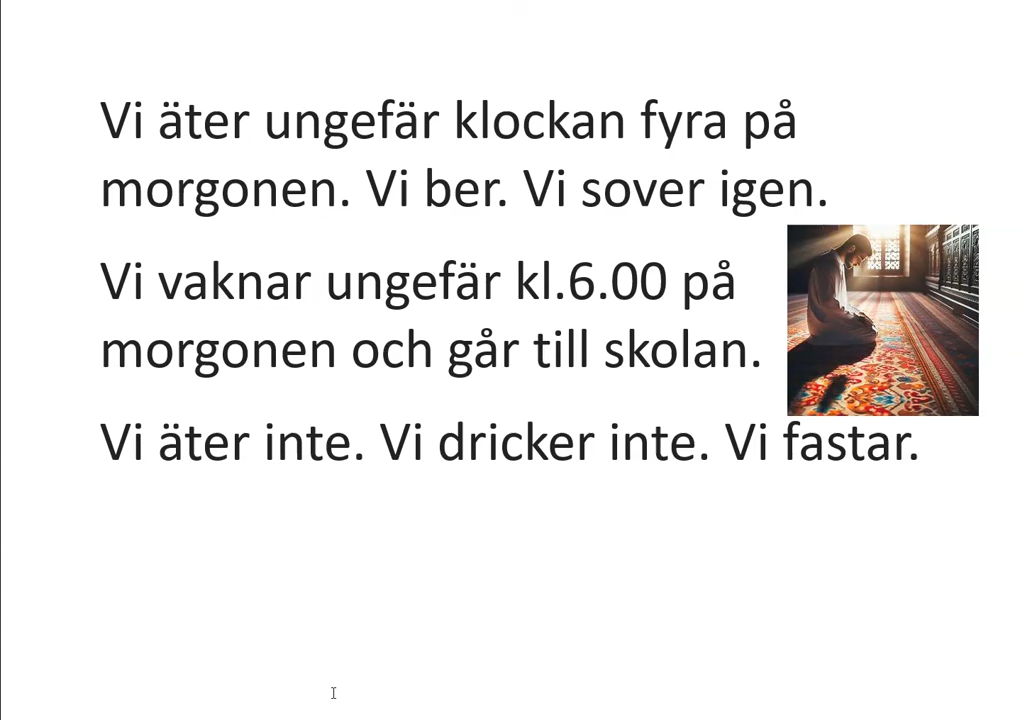 Vi äter ungefär klockan fyra på
morgonen. Vi ber. Vi sover igen.
Vi vaknar ungefär kl.6.00 på
morgonen och går till skolan.
Vi äter inte. Vi dricker inte. Vi fastar.